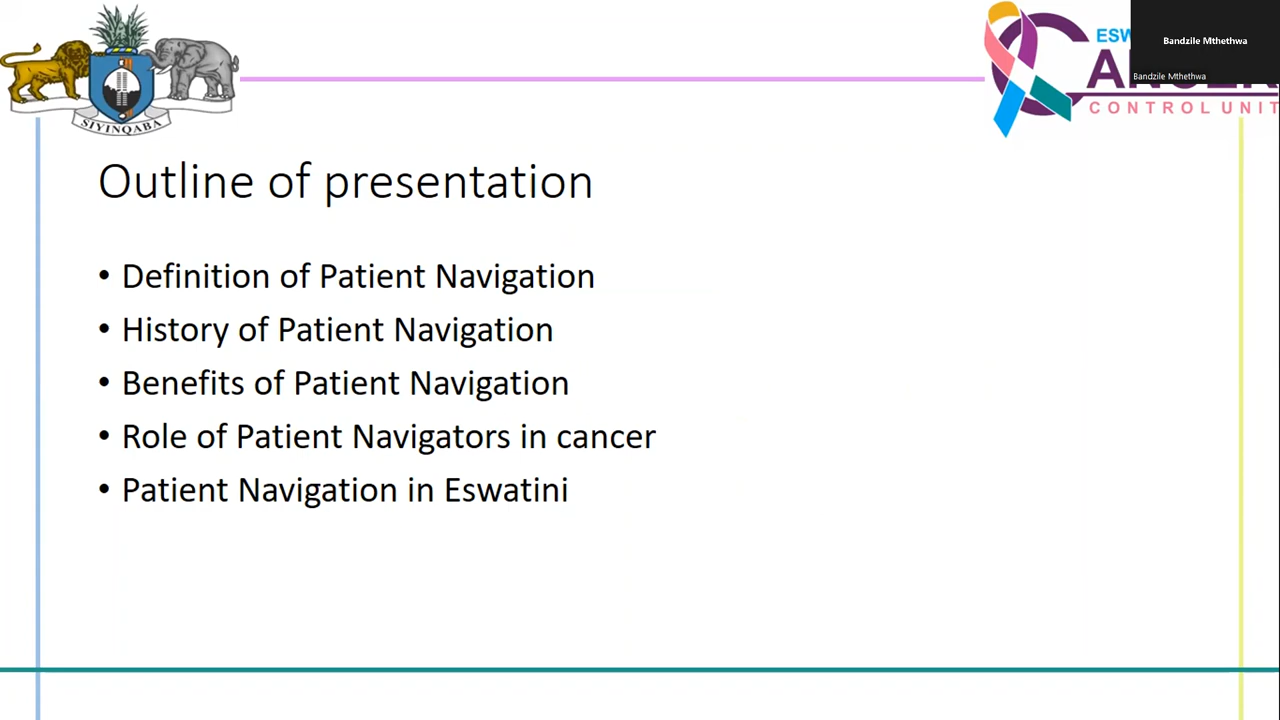 SIYINQABA
ESW
Bandzile Mthethwa
Bandzile Mthethwa
CONTROL UNIT
Outline of presentation
• Definition of Patient Navigation
• History of Patient Navigation
• Benefits of Patient Navigation
• Role of Patient Navigators in cancer
• Patient Navigation in Eswatini